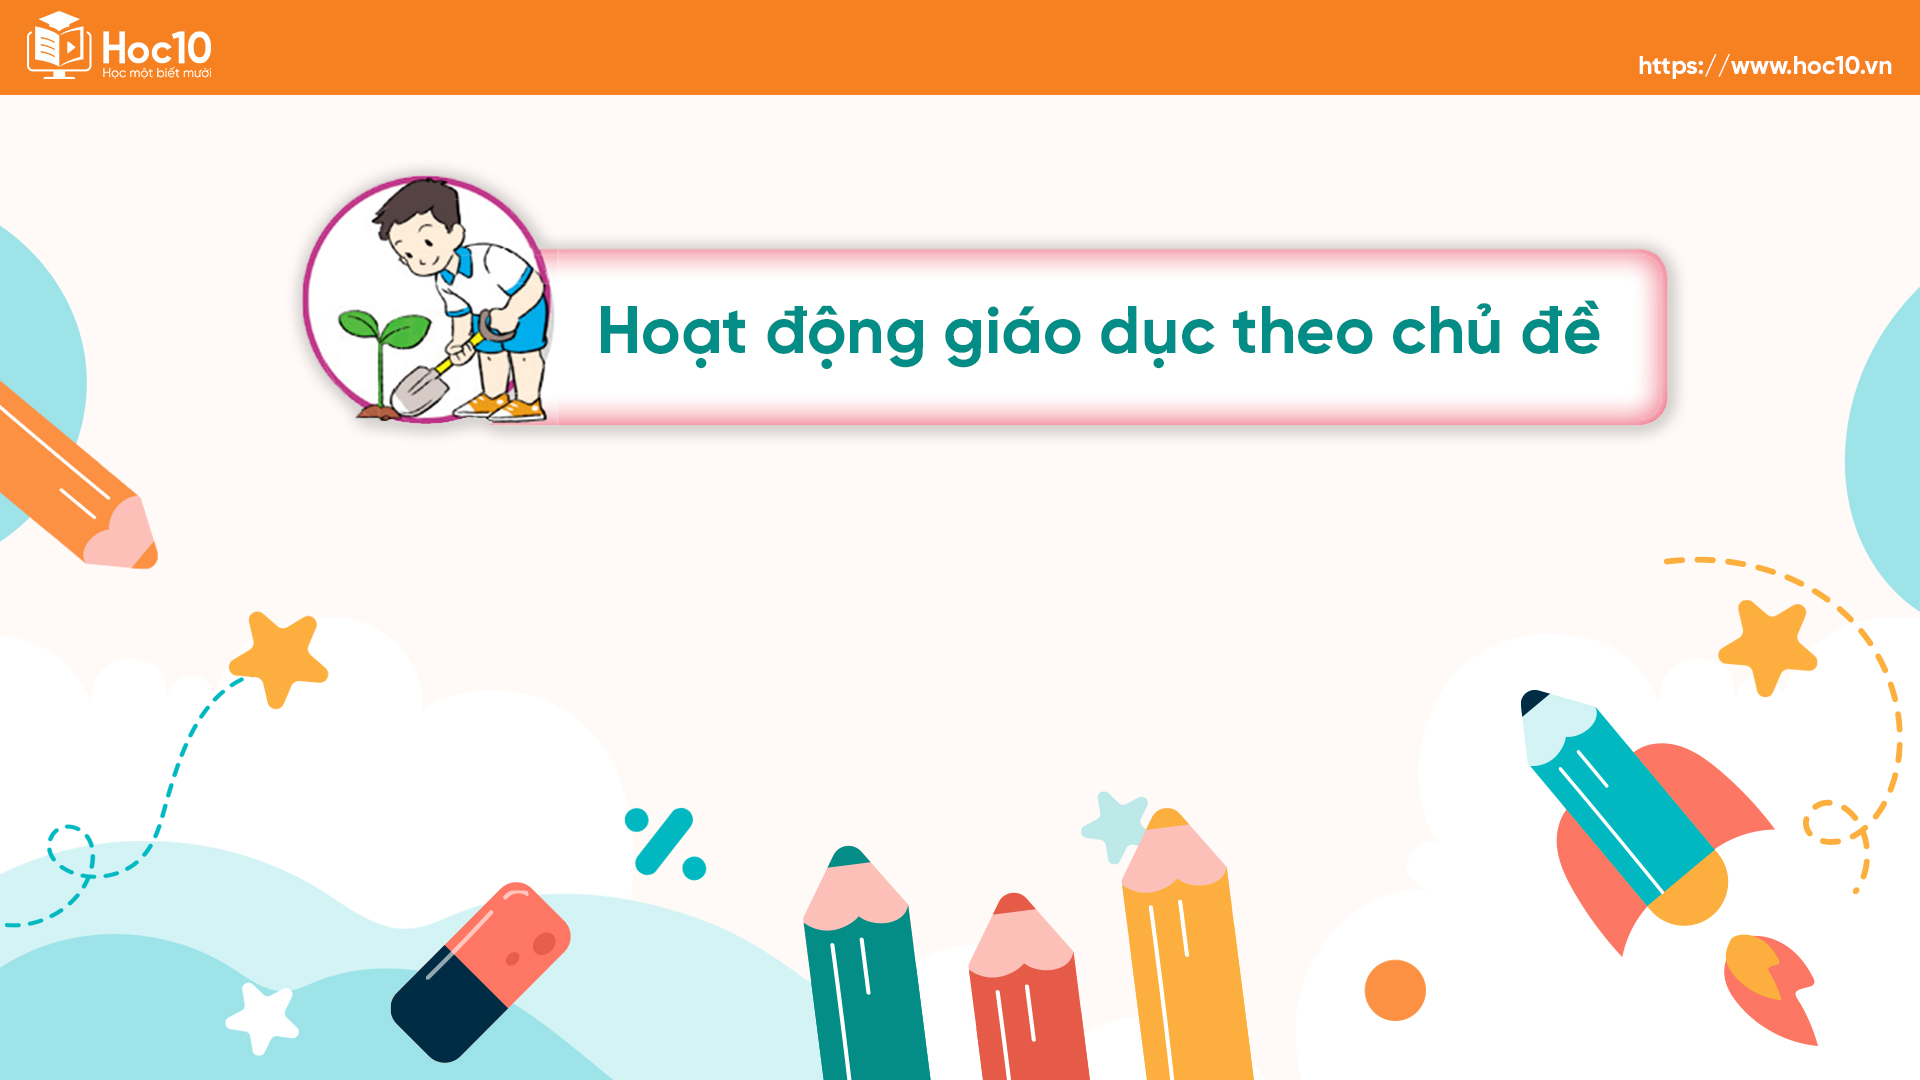 Hoc10
Học một biết mười
https://www.hoc10.vn
Hoạt động giáo dục theo chủ đề